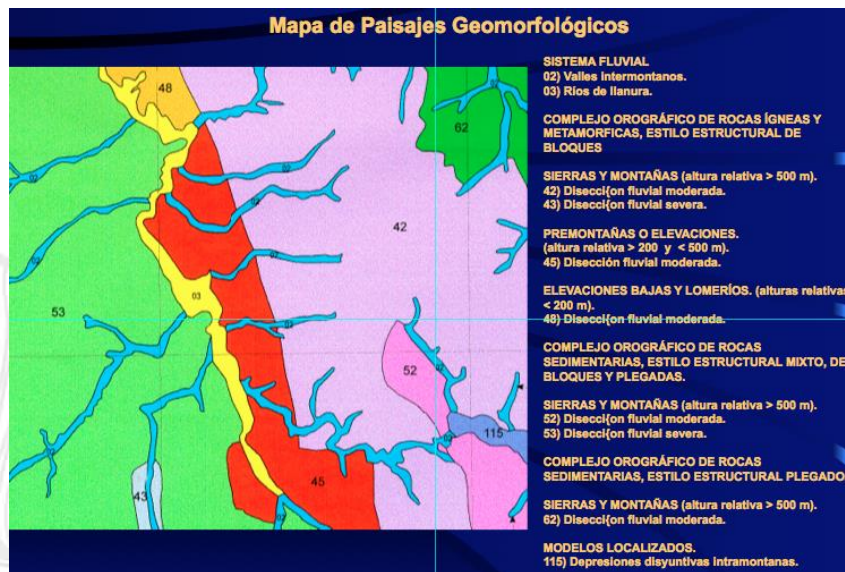 Mapa de Paisajes Geomorfológicos
SISTEMA FLUVIAL
02) Valles intermontanos.
03) Ríos de llanura.
COMPLEJO OROGRÁFICO DE ROCAS ÍGNEAS Y
METAMORFICAS, ESTILO ESTRUCTURAL DE
BLOQUES
SIERRAS Y MONTAÑAS (altura relativa > 500 m).
42) Disecci{on fluvial moderada.
43) Disecci{on fluvial severa.
PREMONTAÑAS O ELEVACIONES.
(altura relativa > 200 y < 500 m).
45) Disección fluvial moderada.
ELEVACIONES BAJAS Y LOMERÍOS. (alturas relativas
< 200 m).
48) Disecci{on fluvial moderada.
COMPLEJO OROGRÁFICO DE ROCAS
SEDIMENTARIAS, ESTILO ESTRUCTURAL MIXTO, DE
BLOQUES Y PLEGADAS.
SIERRAS Y MONTAÑAS (altura relativa > 500 m).
52) Disecci{on fluvial moderada.
53) Disecci{on fluvial severa.
COMPLEJO OROGRÁFICO DE ROCAS
SEDIMENTARIAS, ESTILO ESTRUCTURAL PLEGADO
SIERRAS Y MONTAÑAS (altura relativa > 500 m).
62) Disecci{on fluvial moderada.
MODELOS LOCALIZADOS.
115) Depresiones disyuntivas intramontanas.
48
62
42
03
53
52
115
45
43